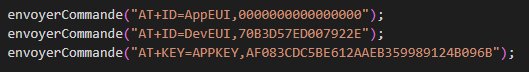 envoyerCommande("AT+ID=AppEUI,0000000000000000");
envoyerCommande("AT+ID=DevEUI,70B3D57ED007922E");
envoyerCommande("AT+KEY=APPKEY,AF083CDC5BE612AAEB359989124B096B");